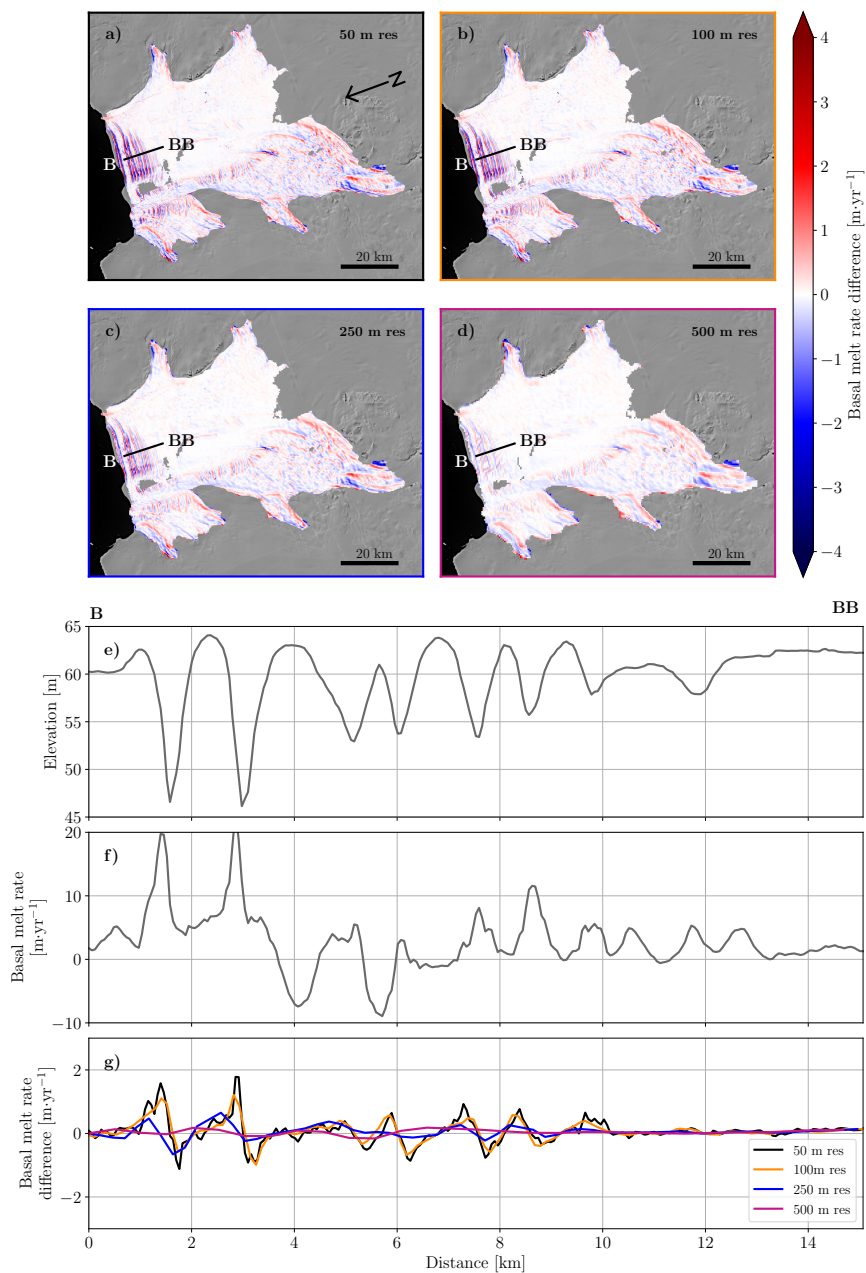 a)
50 m res
N
B
BB
20 km
b)
100 m res
B
BB
20 km
c)
250 m res
B
BB
20 km
d)
500 m res
B
BB
20 km
4
3
2
1
0
−1
−2
−3
−4
Basal melt rate difference [m·yr⁻¹]
B
BB
e)
65
60
55
50
45
Elevation [m]
f)
20
10
0
−10
Basal melt rate
[m·yr⁻¹]
g)
2
0
−2
Basal melt rate
difference [m·yr⁻¹]
50 m res
100m res
250 m res
500 m res
0 2 4 6 8 10 12 14
Distance [km]